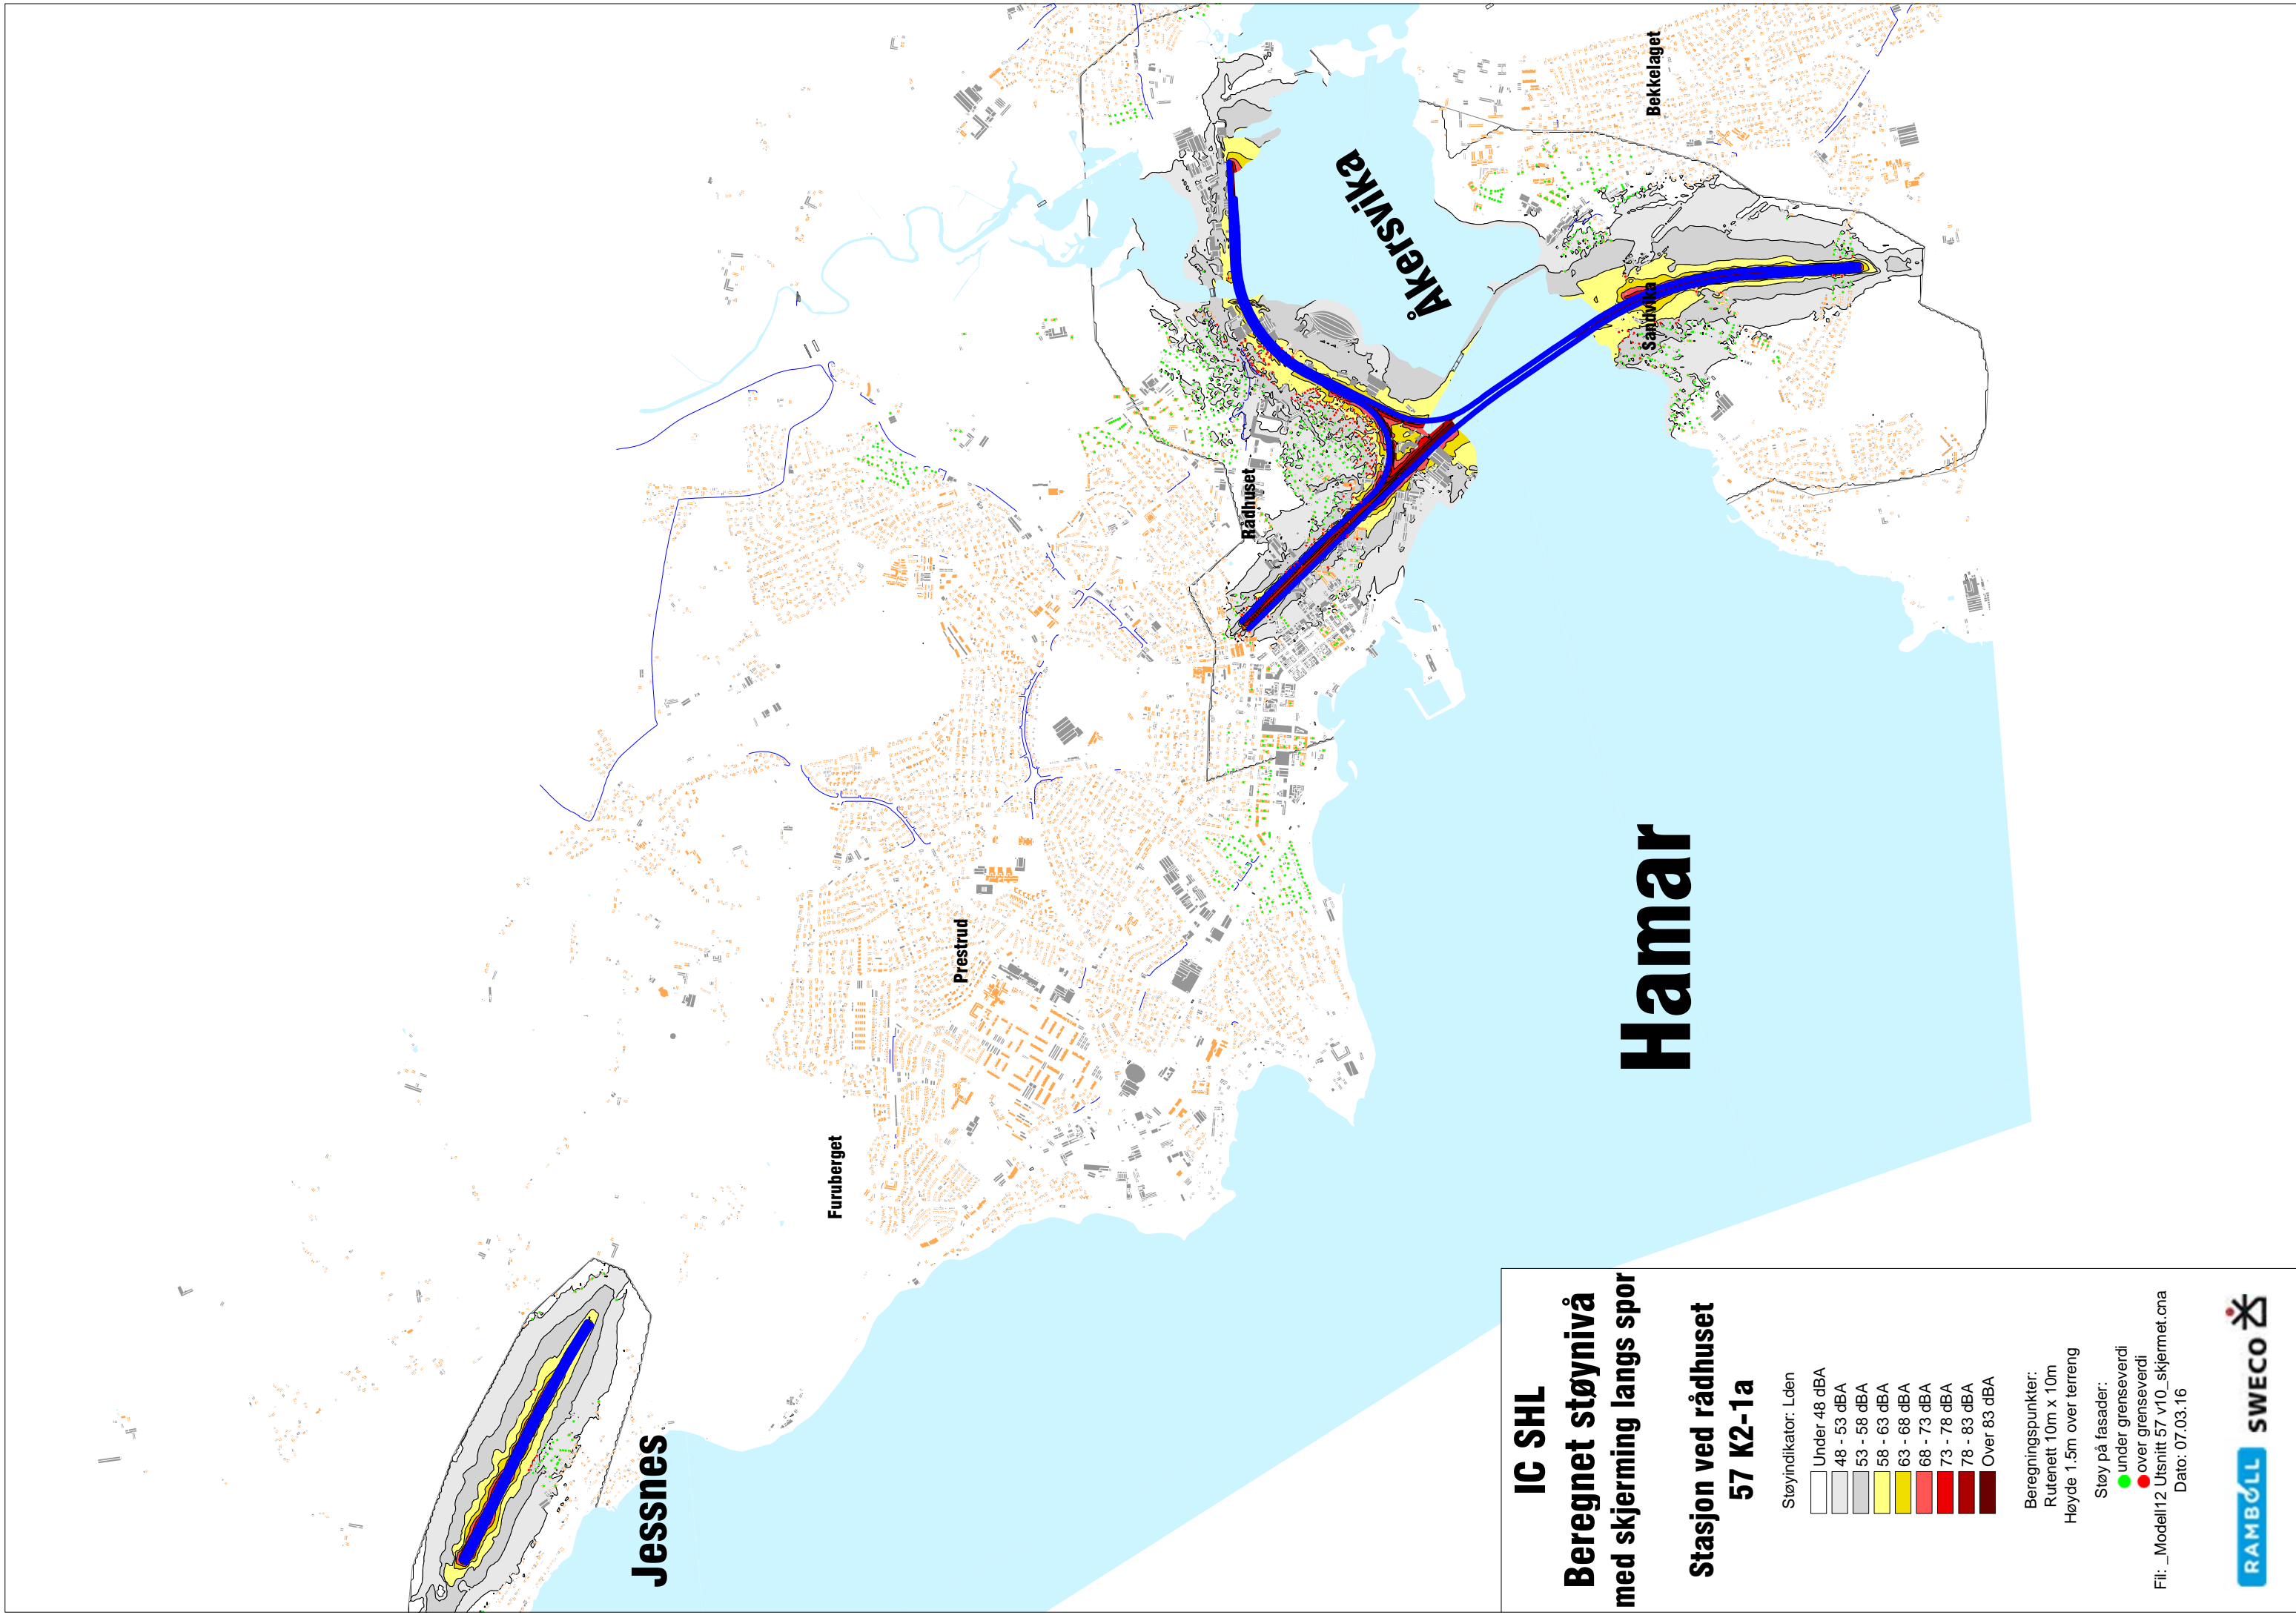 Bekkelaget
Åkersvika
Sandvika
Rådhuset
Hamar
Prestrud
Furuberget
Jessnes
IC SHL
Beregnet støynivå
med skjerming langs spor
Stasjon ved rådhuset
57 K2-1a
Støyindikator: Lden
Under 48 dBA
48 - 53 dBA
53 - 58 dBA
58 - 63 dBA
63 - 68 dBA
68 - 73 dBA
73 - 78 dBA
78 - 83 dBA
Over 83 dBA
Beregningspunkter:
Rutenett 10m x 10m
Høyde 1.5m over terreng
Støy på fasader:
under grenseverdi
over grenseverdi
Fil: _Modell12 Utsnitt 57 v10_skjermet.cna
Dato: 07.03.16
RAMBOLL SWECO